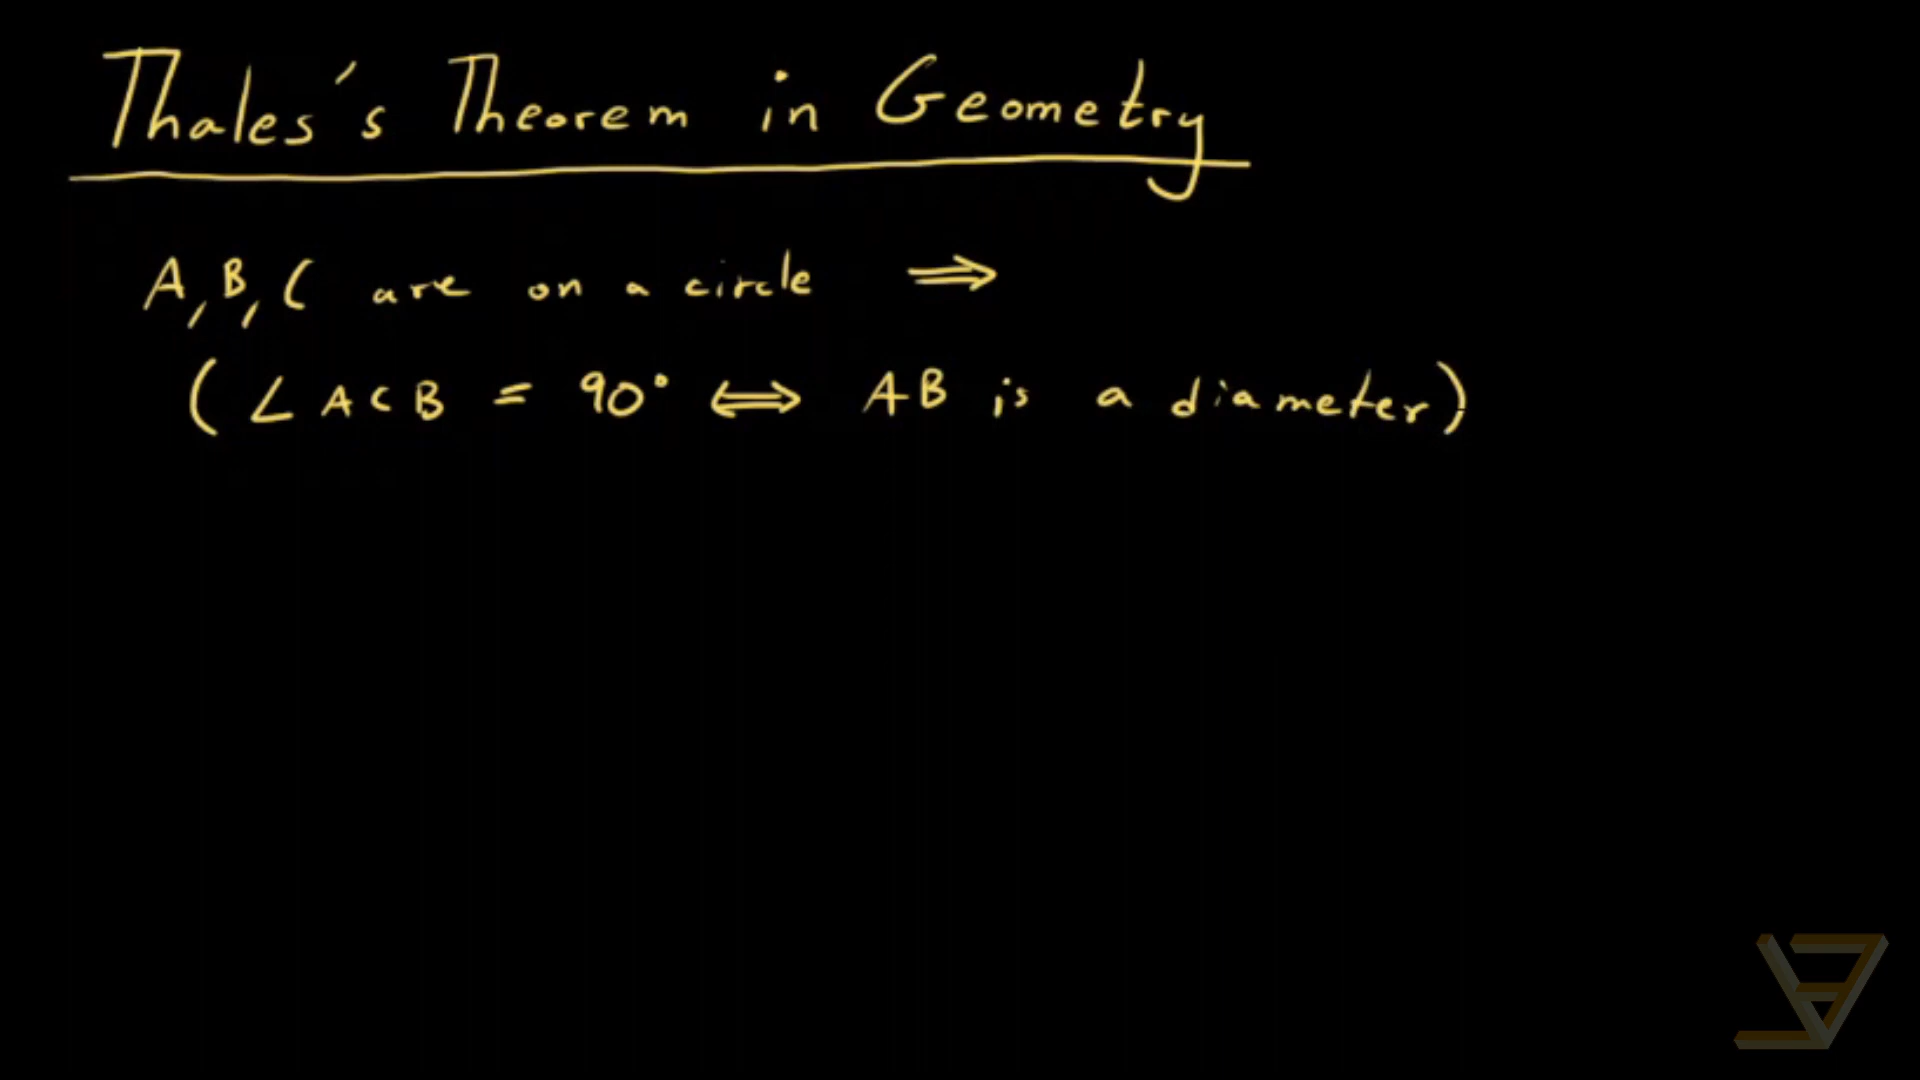 Thales's Theorem in Geometry
A, B, C are on a circle ⇒
(∠ACB = 90° ⇔ AB is a diameter)